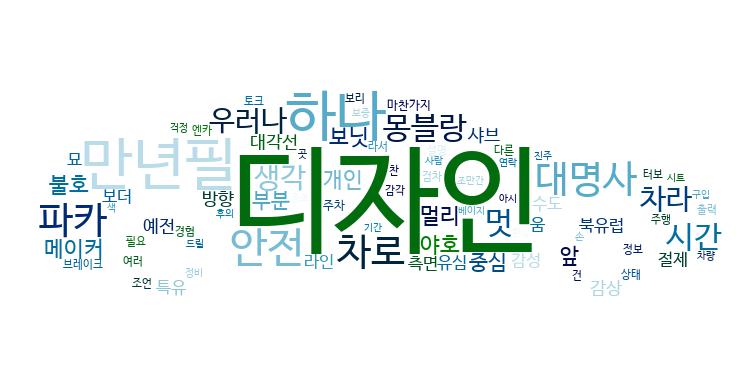 토크
보리
마찬가지
하나
보증
우러나
걱정
엔카
몽블랑
보닛
샤브
대각선
라서
다른
만년필
디자인
곳
묘
사람
연락
진주
생각
개인
찬
검차
대명사
터보
시트
불호
보더
방향
부분
감각
조만간
아시
구입
차라
색
후의
주차
멀리
베이지
수도
출력
파카
예전
경험
기간
멋
움
북유럽
주행
시간
메이커
필요
드릴
안전
차로
야호
손
정보
브레이크
여러
라인
측면
유심
중심
감성
앞
절제
차량
정비
건
상태
조언
특유
감상